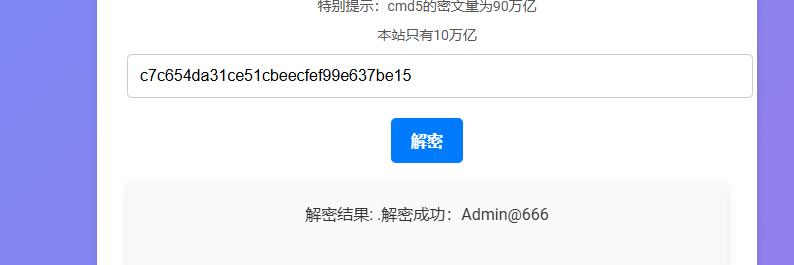 特别提示：cmd5的密文量为90万亿
本站只有10万亿
c7c654da31ce51cbeecfef99e637be15
解密
解密结果: .解密成功：Admin@666